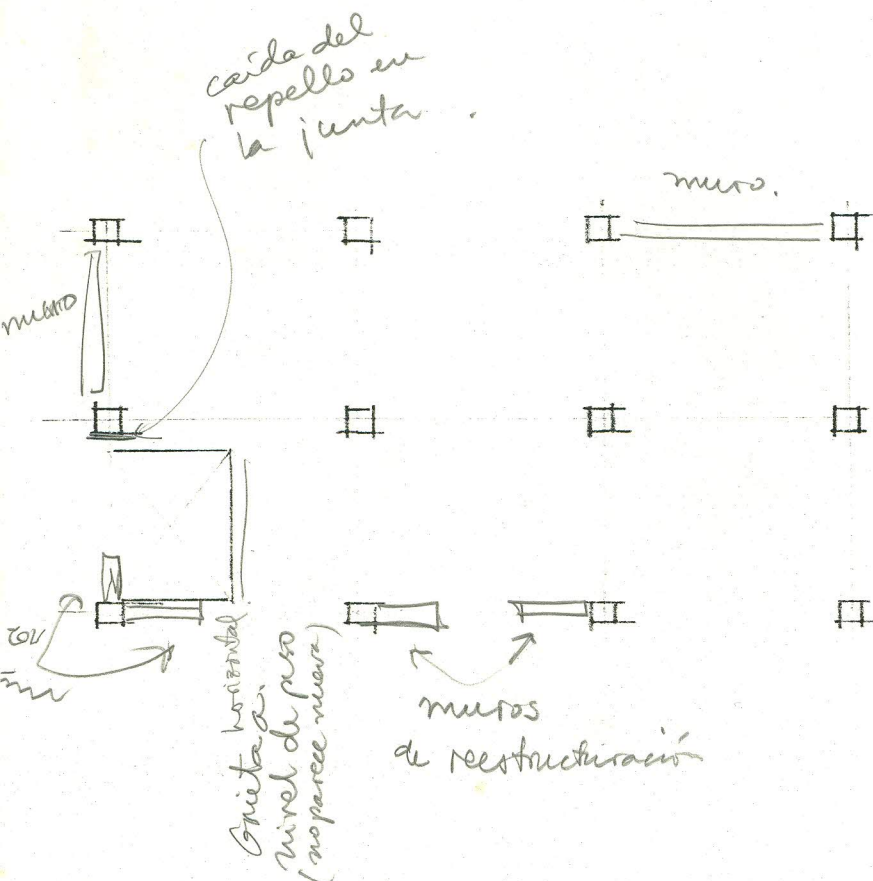 caída del
repello en
la junta.
muro.
muro
Grieta horizontal
a
nivel de piso
(no parece nueva)
muros
de reestructuración